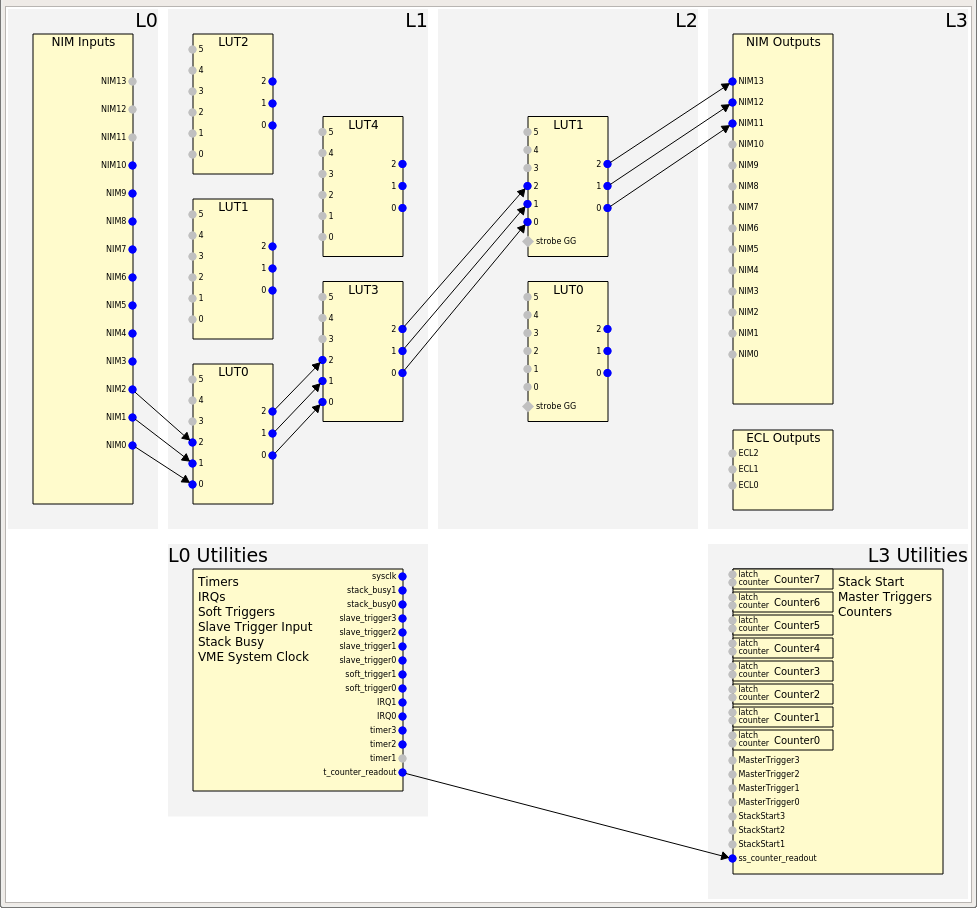 L0
NIM Inputs
NIM13
NIM12
NIM11
NIM10
NIM9
NIM8
NIM7
NIM6
NIM5
NIM4
NIM3
NIM2
NIM1
NIM0
L1
LUT2
5
4
3
2
1
0
2
1
0
LUT1
5
4
3
2
1
0
2
1
0
LUT0
5
4
3
2
1
0
2
1
0
LUT4
5
4
3
2
1
0
2
1
0
LUT3
5
4
3
2
1
0
2
1
0
L2
LUT1
5
4
3
2
1
0
strobe GG
2
1
0
LUT0
5
4
3
2
1
0
strobe GG
2
1
0
L3
NIM Outputs
NIM13
NIM12
NIM11
NIM10
NIM9
NIM8
NIM7
NIM6
NIM5
NIM4
NIM3
NIM2
NIM1
NIM0
ECL Outputs
ECL2
ECL1
ECL0
L0 Utilities
Timers
IRQs
Soft Triggers
Slave Trigger Input
Stack Busy
VME System Clock
sysclk
stack_busy1
stack_busy0
slave_trigger3
slave_trigger2
slave_trigger1
slave_trigger0
soft_trigger1
soft_trigger0
IRQ1
IRQ0
timer3
timer2
timer1
t_counter_readout
L3 Utilities
latch
counter
Counter7
latch
counter
Counter6
latch
counter
Counter5
latch
counter
Counter4
latch
counter
Counter3
latch
counter
Counter2
latch
counter
Counter1
latch
counter
Counter0
Stack Start
Master Triggers
Counters
MasterTrigger3
MasterTrigger2
MasterTrigger1
MasterTrigger0
StackStart3
StackStart2
StackStart1
ss_counter_readout